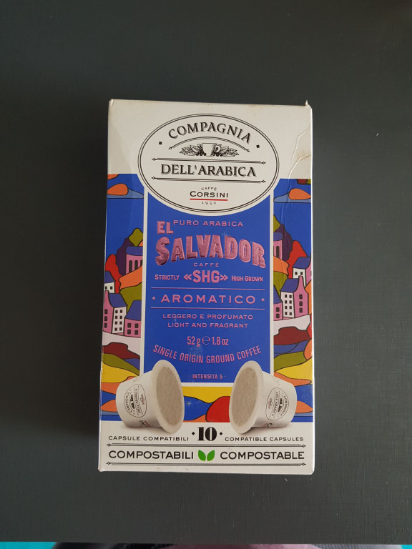 COMPAGNIA
DELL'ARABICA
CAFFÈ
CORSINI
PURO ARABICA
EL
SALVADOR
CAFFÈ
STRICTLY «SHG» HIGH GROWN
• AROMATICO •
LEGGERO E PROFUMATO
LIGHT AND FRAGRANT
52 g ℮ 1.8 oz
SINGLE ORIGIN GROUND COFFEE
INTENSITÀ 5
CAPSULE COMPATIBILI • 10 • COMPATIBLE CAPSULES
COMPOSTABILI COMPOSTABLE